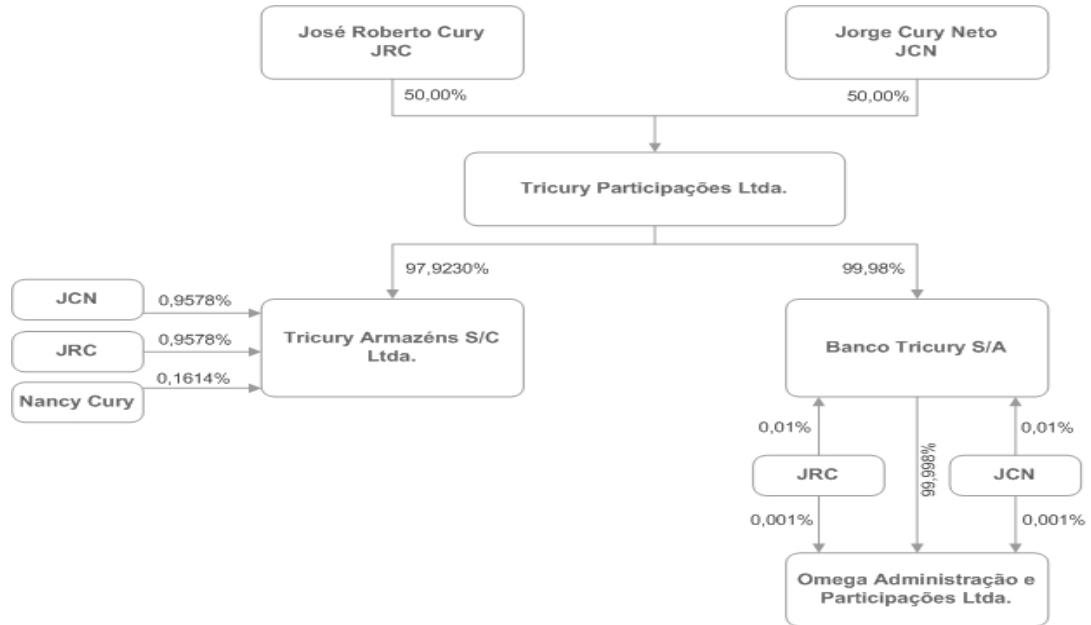 José Roberto Cury
JRC
Jorge Cury Neto
JCN
50,00%
50,00%
Tricury Participações Ltda.
97,9230%
99,98%
JCN
0,9578%
JRC
0,9578%
Nancy Cury
0,1614%
Tricury Armazéns S/C
Ltda.
Banco Tricury S/A
0,01%
0,01%
JRC
99,998%
JCN
0,001%
0,001%
Omega Administração e
Participações Ltda.